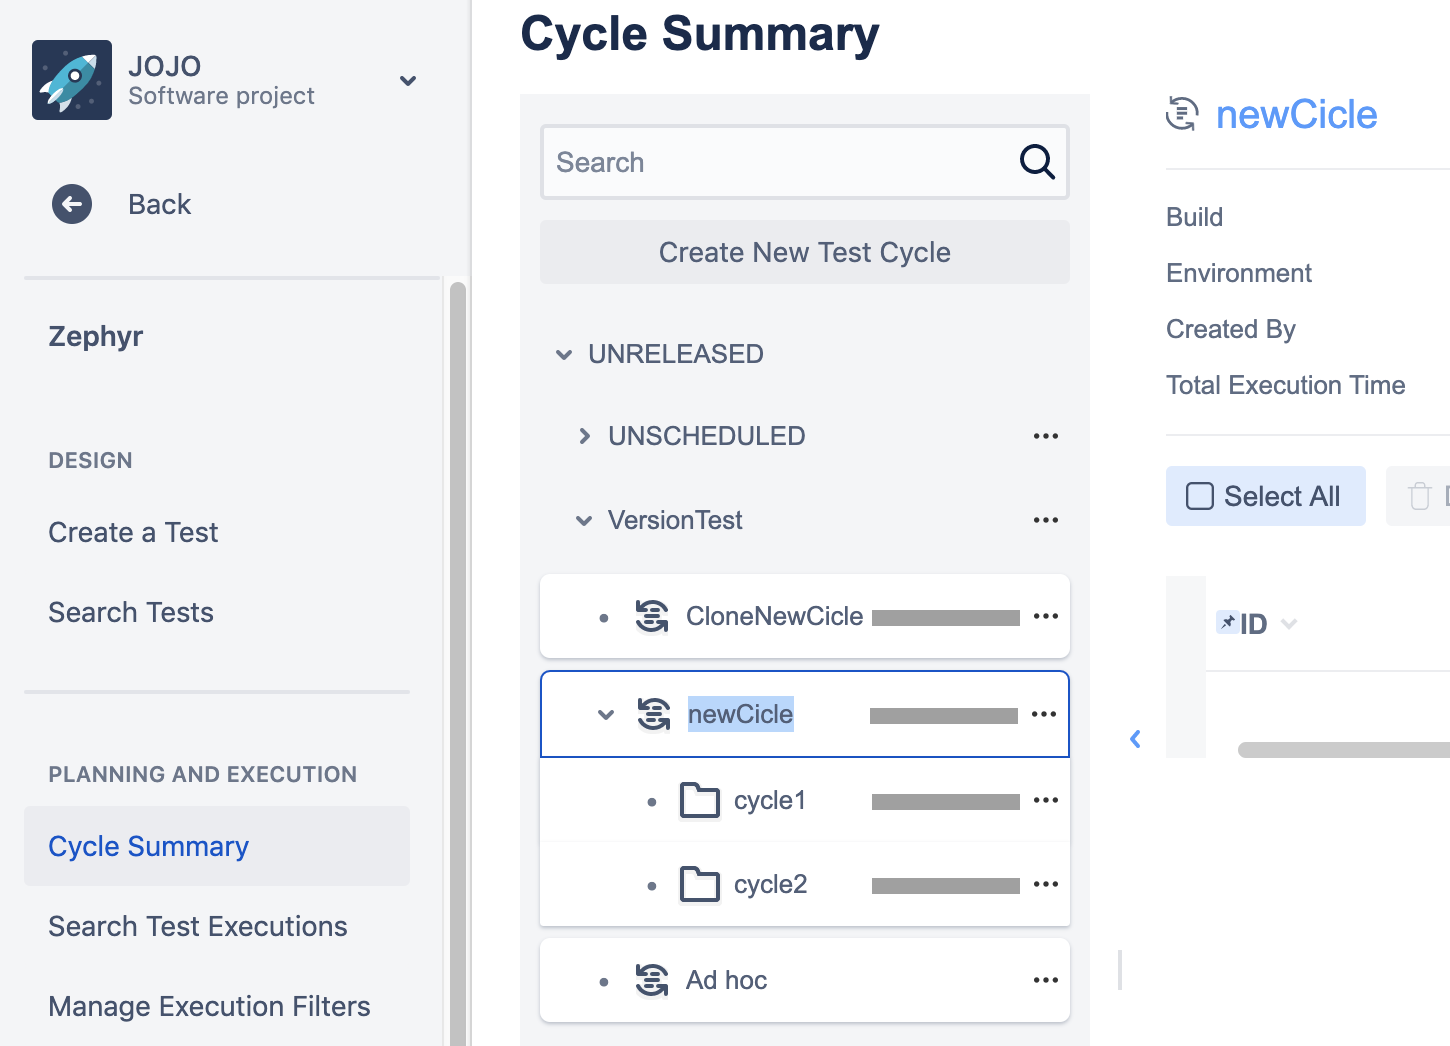 JOJO
Software project
Back
Zephyr
DESIGN
Create a Test
Search Tests
PLANNING AND EXECUTION
Cycle Summary
Search Test Executions
Manage Execution Filters
Cycle Summary
Search
Create New Test Cycle
UNRELEASED
UNSCHEDULED
VersionTest
CloneNewCicle
newCicle
cycle1
cycle2
Ad hoc
newCicle
Build
Environment
Created By
Total Execution Time
Select All
ID